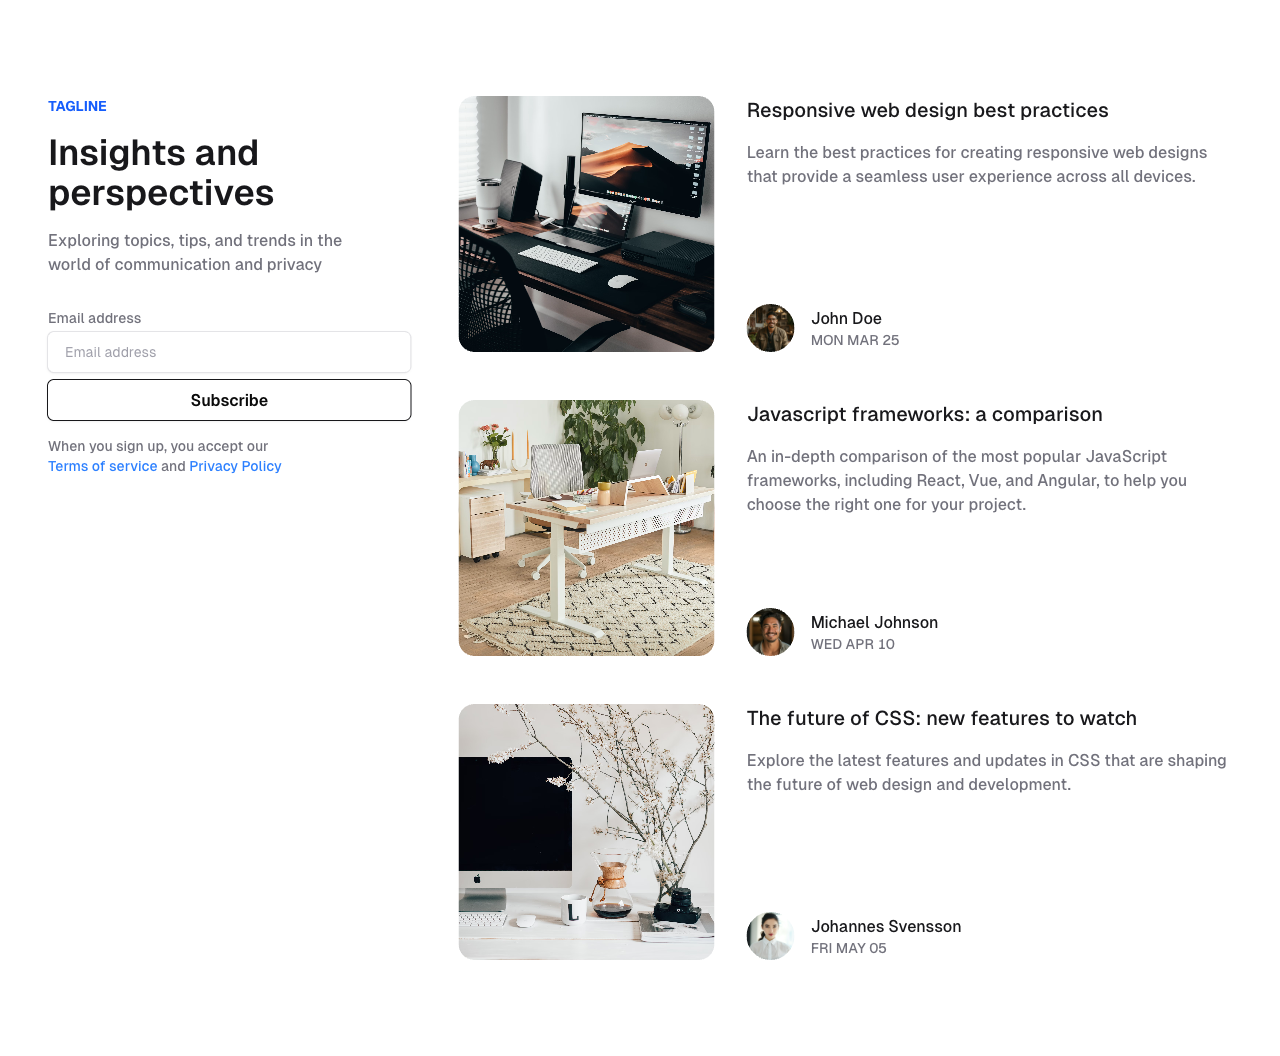 TAGLINE
Insights and
perspectives
Exploring topics, tips, and trends in the
world of communication and privacy
Email address
Email address
Subscribe
When you sign up, you accept our
Terms of service and Privacy Policy
Responsive web design best practices
Learn the best practices for creating responsive web designs
that provide a seamless user experience across all devices.
John Doe
MON MAR 25
Javascript frameworks: a comparison
An in-depth comparison of the most popular JavaScript
frameworks, including React, Vue, and Angular, to help you
choose the right one for your project.
Michael Johnson
WED APR 10
L
The future of CSS: new features to watch
Explore the latest features and updates in CSS that are shaping
the future of web design and development.
Johannes Svensson
FRI MAY 05